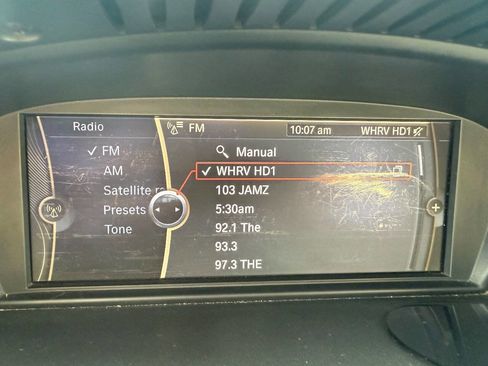 Radio
FM
10:07 am
WHRV HD1
FM
AM
Satellite
Presets
Tone
Manual
WHRV HD1
103 JAMZ
5:30am
92.1 The
93.3
97.3 THE